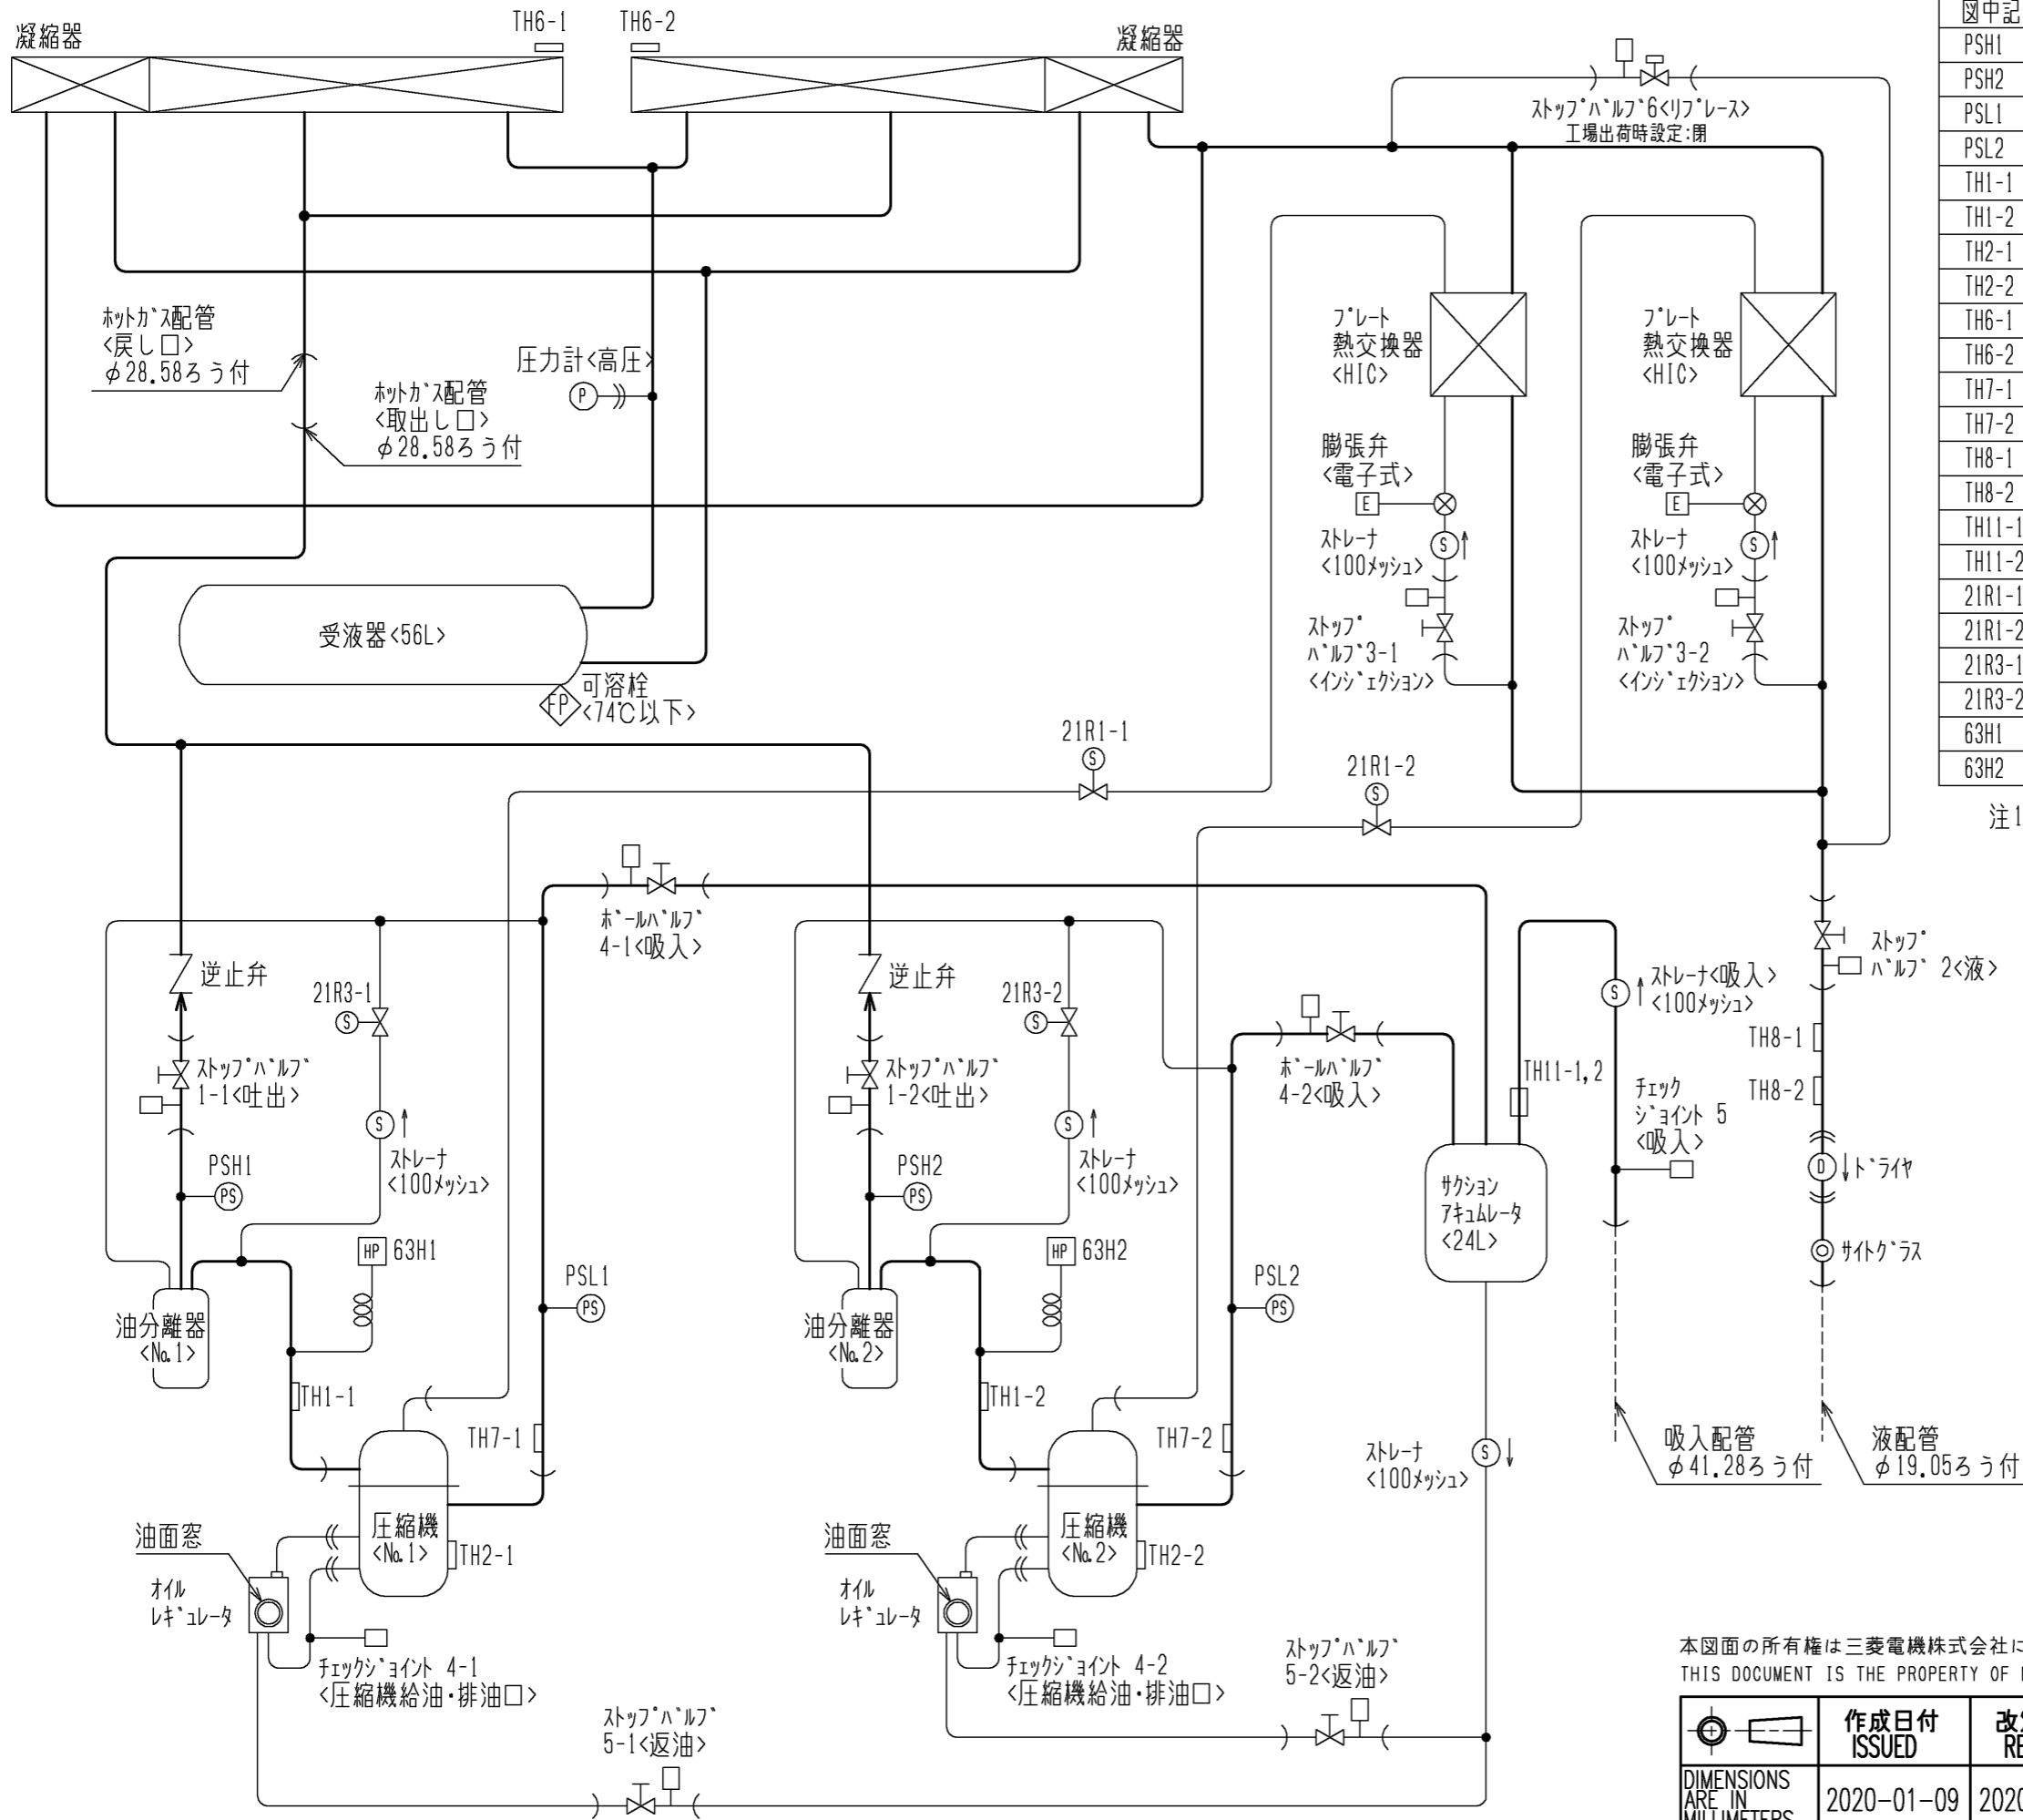 凝縮器
TH6-1
TH6-2
凝縮器
ストップバルブ6<リプレース>
工場出荷時設定:閉
ホットガス配管
<戻し口>
φ28.58ろう付
ホットガス配管
<取出し口>
φ28.58ろう付
圧力計<高圧>
P
プレート
熱交換器
<HIC>
プレート
熱交換器
<HIC>
膨張弁
<電子式>
E
膨張弁
<電子式>
E
ストレーナ
<100メッシュ>
S
ストレーナ
<100メッシュ>
S
ストップ
バルブ3-1
<インジェクション>
ストップ
バルブ3-2
<インジェクション>
受液器<56L>
FP
可溶栓
<74℃以下>
21R1-1
S
21R1-2
S
ボールバルブ
4-1<吸入>
逆止弁
21R3-1
S
ストップバルブ
1-1<吐出>
S
ストレーナ
<100メッシュ>
PSH1
PS
HP
63H1
PSL1
PS
油分離器
<No.1>
TH1-1
TH7-1
圧縮機
<No.1>
TH2-1
油面窓
オイル
レギュレータ
チェックジョイント 4-1
<圧縮機給油・排油口>
ストップバルブ
5-1<返油>
逆止弁
21R3-2
S
ストップバルブ
1-2<吐出>
S
ストレーナ
<100メッシュ>
PSH2
PS
HP
63H2
PSL2
PS
油分離器
<No.2>
TH1-2
TH7-2
圧縮機
<No.2>
TH2-2
油面窓
オイル
レギュレータ
チェックジョイント 4-2
<圧縮機給油・排油口>
ストップバルブ
5-2<返油>
ボールバルブ
4-2<吸入>
TH11-1,2
サクション
アキュムレータ
<24L>
ストレーナ
<100メッシュ>
S
S
ストレーナ<吸入>
<100メッシュ>
チェック
ジョイント 5
<吸入>
ストップ
バルブ 2<液>
TH8-1
TH8-2
D
ドライヤ
サイトグラス
吸入配管
φ41.28ろう付
液配管
φ19.05ろう付
図中記
PSH1
PSH2
PSL1
PSL2
TH1-1
TH1-2
TH2-1
TH2-2
TH6-1
TH6-2
TH7-1
TH7-2
TH8-1
TH8-2
TH11-1
TH11-2
21R1-1
21R1-2
21R3-1
21R3-2
63H1
63H2
注1
本図面の所有権は三菱電機株式会社に
THIS DOCUMENT IS THE PROPERTY OF
作成日付
ISSUED
DIMENSIONS
ARE IN
MILLIMETERS
2020-01-09